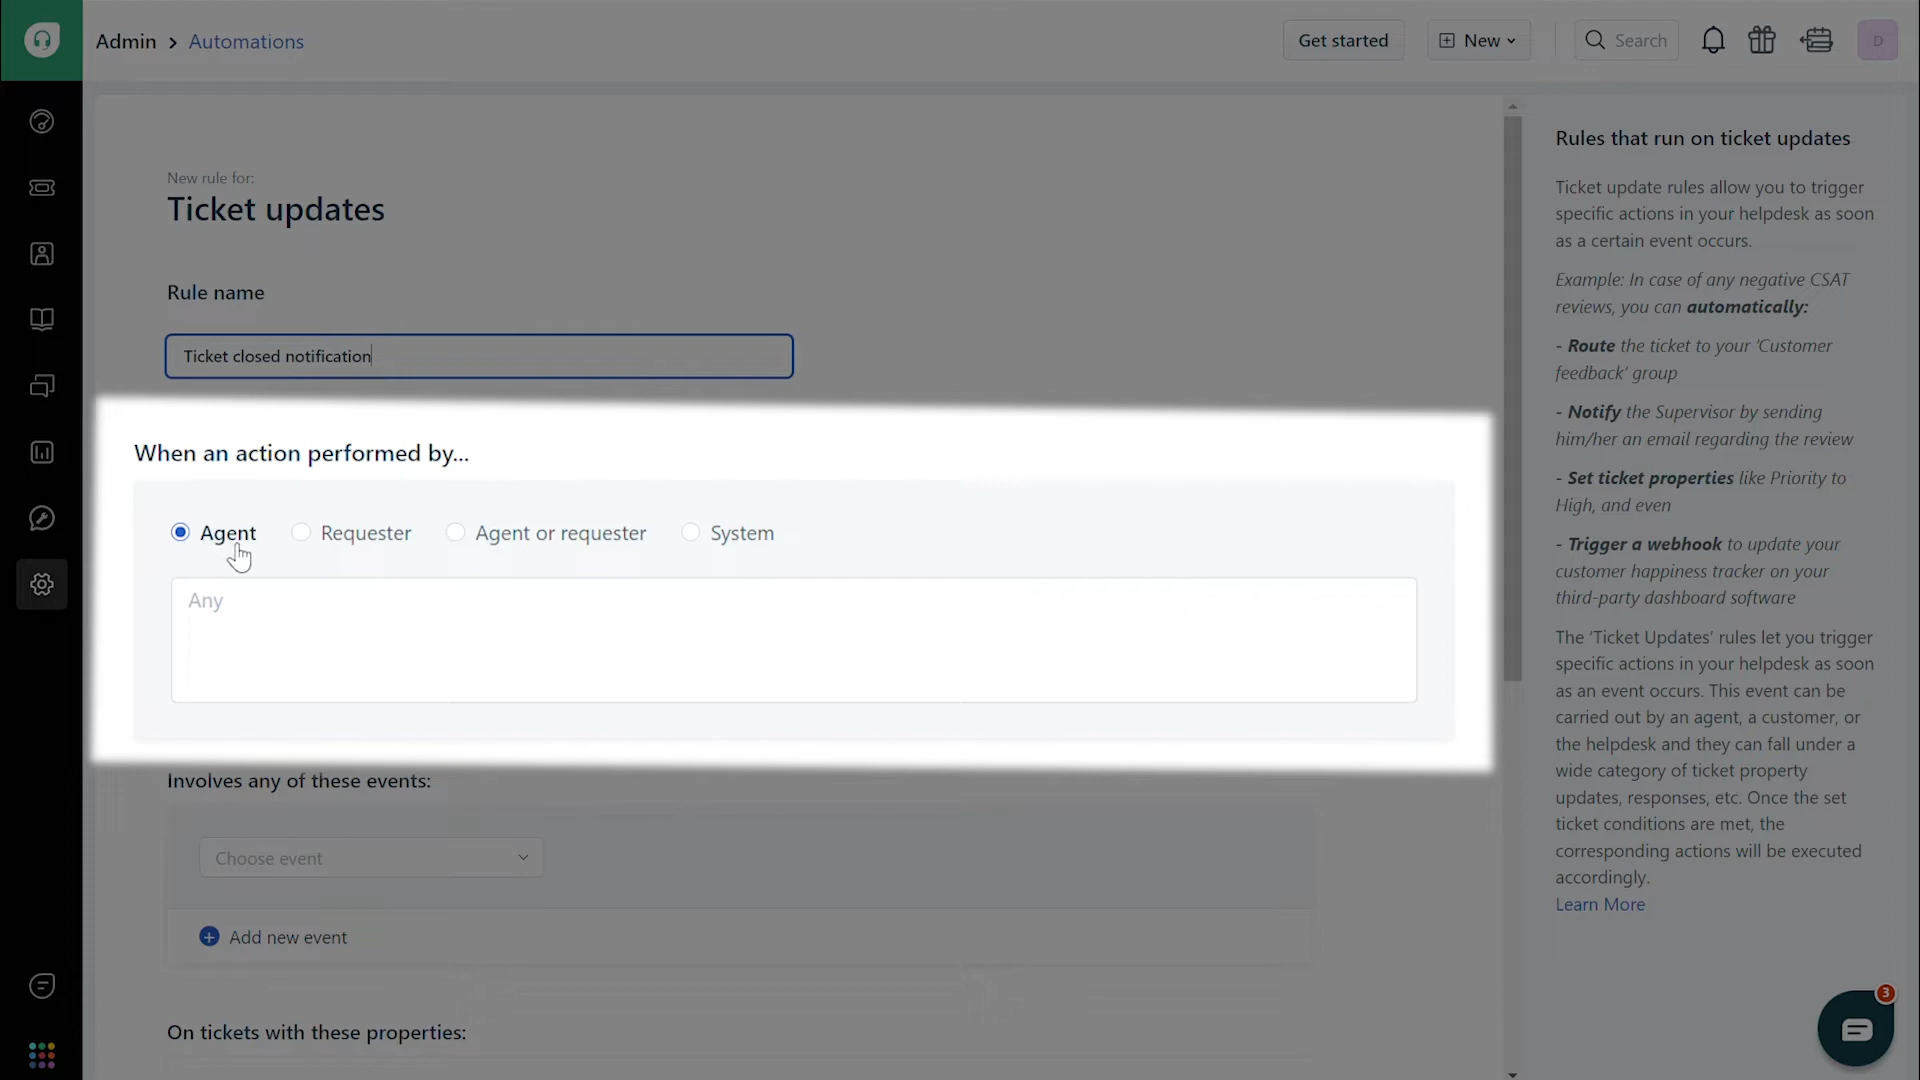 Admin > Automations
Get started
New
Search
D
New rule for:
Ticket updates
Rule name
Ticket closed notification
When an action performed by...
Agent
Requester
Agent or requester
System
Any
Involves any of these events:
Choose event
Add new event
On tickets with these properties:
Rules that run on ticket updates
Ticket update rules allow you to trigger
specific actions in your helpdesk as soon
as a certain event occurs.
Example: In case of any negative CSAT
reviews, you can automatically:
- Route the ticket to your 'Customer
feedback' group
- Notify the Supervisor by sending
him/her an email regarding the review
- Set ticket properties like Priority to
High, and even
- Trigger a webhook to update your
customer happiness tracker on your
third-party dashboard software
The 'Ticket Updates' rules let you trigger
specific actions in your helpdesk as soon
as an event occurs. This event can be
carried out by an agent, a customer, or
the helpdesk and they can fall under a
wide category of ticket property
updates, responses, etc. Once the set
ticket conditions are met, the
corresponding actions will be executed
accordingly.
Learn More
3